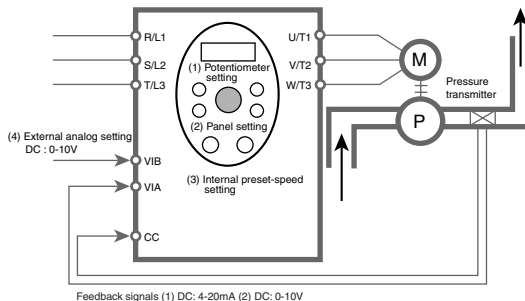 R/L1
S/L2
T/L3
(1) Potentiometer
setting
(2) Panel setting
(3) Internal preset-speed
setting
U/T1
V/T2
W/T3
M
P
Pressure
transmitter
(4) External analog setting
DC : 0-10V
VIB
VIA
CC
Feedback signals (1) DC: 4-20mA (2) DC: 0-10V